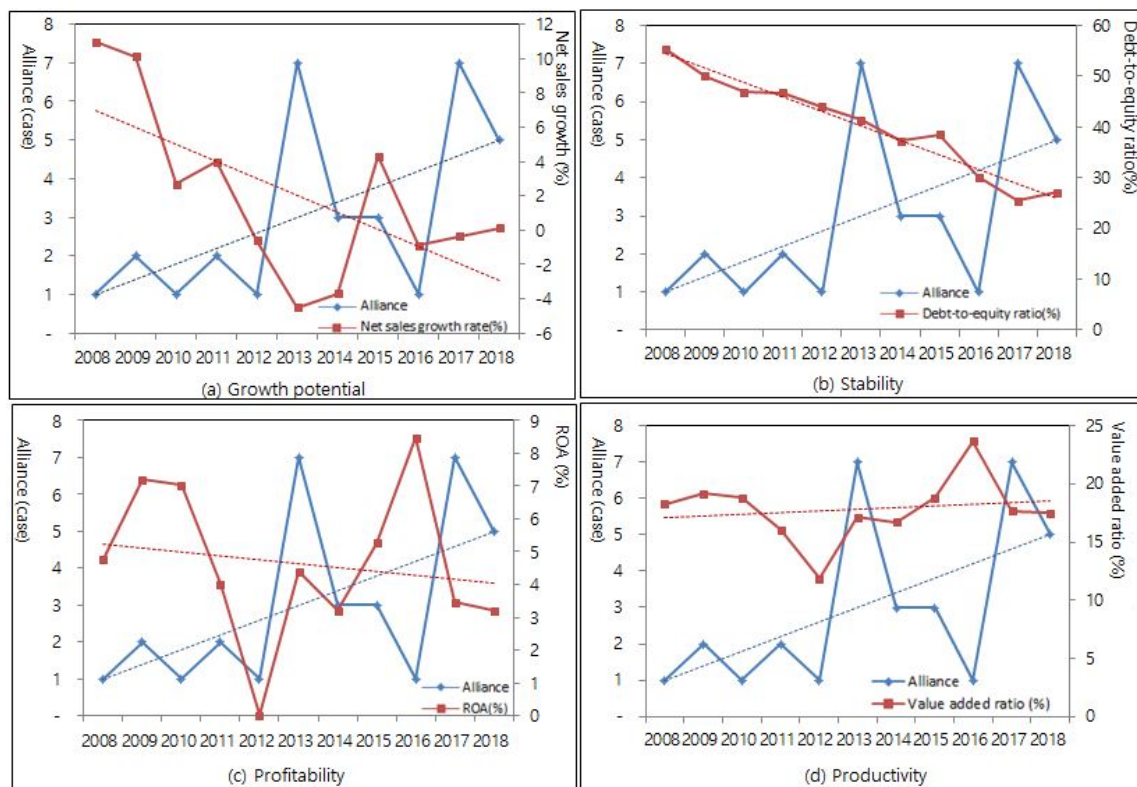 Alliance (case)
8
7
6
5
4
3
2
1
-
12
10
8
6
4
2
0
-2
-4
-6
Net sales growth (%)
Alliance
Net sales growth rate(%)
2008 2009 2010 2011 2012 2013 2014 2015 2016 2017 2018
(a) Growth potential
Alliance (case)
8
7
6
5
4
3
2
1
-
60
50
40
30
20
10
0
Debt-to-equity ratio(%)
Alliance
Debt-to-equity ratio(%)
2008 2009 2010 2011 2012 2013 2014 2015 2016 2017 2018
(b) Stability
Alliance (case)
8
7
6
5
4
3
2
1
-
9
8
7
6
5
4
3
2
1
0
ROA (%)
Alliance
ROA(%)
2008 2009 2010 2011 2012 2013 2014 2015 2016 2017 2018
(c) Profitability
Alliance (case)
8
7
6
5
4
3
2
1
-
25
20
15
10
5
0
Value added ratio (%)
Alliance
Value added ratio (%)
2008 2009 2010 2011 2012 2013 2014 2015 2016 2017 2018
(d) Productivity